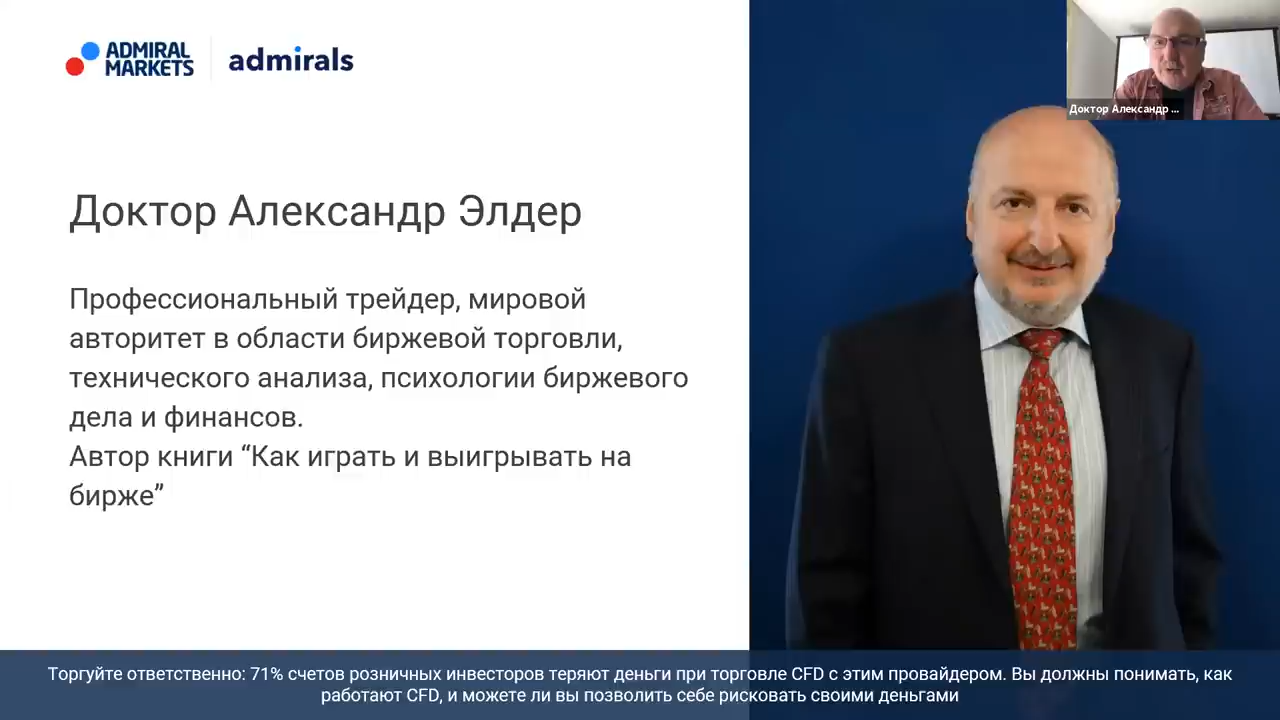 ADMIRAL
MARKETS
admirals
Доктор Александр ...
Доктор Александр Элдер
Профессиональный трейдер, мировой
авторитет в области биржевой торговли,
технического анализа, психологии биржевого
дела и финансов.
Автор книги “Как играть и выигрывать на
бирже”
Торгуйте ответственно: 71% счетов розничных инвесторов теряют деньги при торговле CFD с этим провайдером. Вы должны понимать, как
работают CFD, и можете ли вы позволить себе рисковать своими деньгами